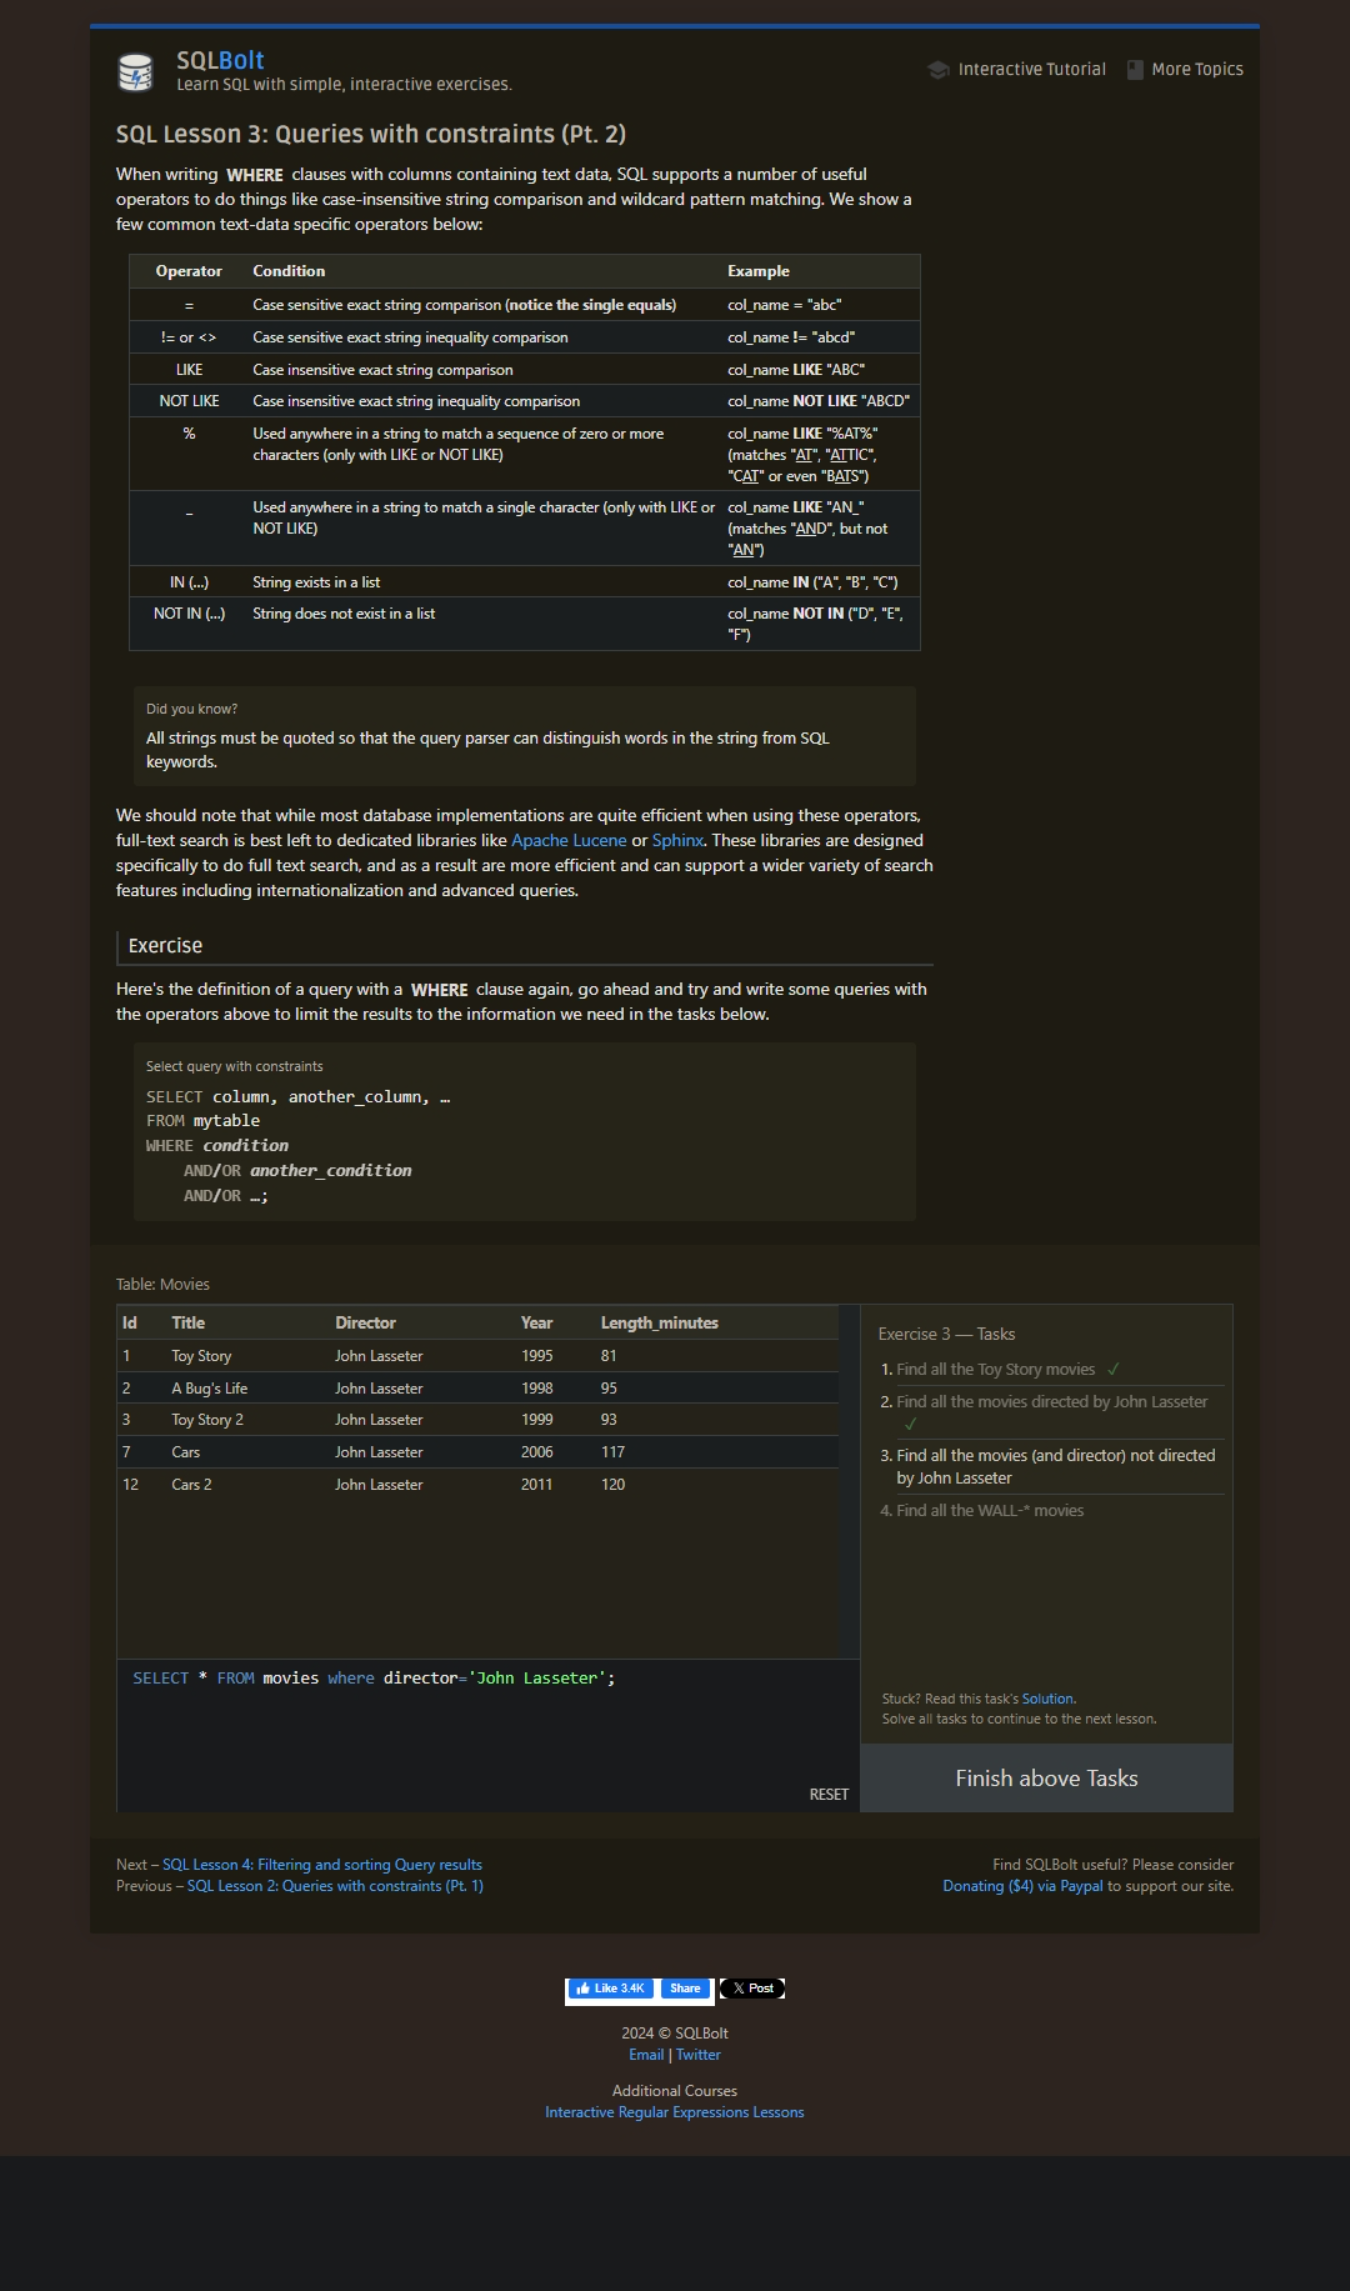 SQLBolt
Learn SQL with simple, interactive exercises.
Interactive Tutorial
More Topics
SQL Lesson 3: Queries with constraints (Pt. 2)
When writing WHERE clauses with columns containing text data, SQL supports a number of useful
operators to do things like case-insensitive string comparison and wildcard pattern matching. We show a
few common text-data specific operators below:
Operator Condition Example
= Case sensitive exact string comparison (notice the single equals) col_name = "abc"
!= or <> Case sensitive exact string inequality comparison col_name != "abcd"
LIKE Case insensitive exact string comparison col_name LIKE "ABC"
NOT LIKE Case insensitive exact string inequality comparison col_name NOT LIKE "ABCD"
% Used anywhere in a string to match a sequence of zero or more
characters (only with LIKE or NOT LIKE)
col_name LIKE "%AT%"
(matches "AT", "ATTIC",
"CAT" or even "BATS")
_ Used anywhere in a string to match a single character (only with LIKE or
NOT LIKE)
col_name LIKE "AN_"
(matches "AND", but not
"AN")
IN (...) String exists in a list col_name IN ("A", "B", "C")
NOT IN (...) String does not exist in a list col_name NOT IN ("D", "E",
"F")
Did you know?
All strings must be quoted so that the query parser can distinguish words in the string from SQL
keywords.
We should note that while most database implementations are quite efficient when using these operators,
full-text search is best left to dedicated libraries like Apache Lucene or Sphinx. These libraries are designed
specifically to do full text search, and as a result are more efficient and can support a wider variety of search
features including internationalization and advanced queries.
Exercise
Here's the definition of a query with a WHERE clause again, go ahead and try and write some queries with
the operators above to limit the results to the information we need in the tasks below.
Select query with constraints
SELECT column, another_column, …
FROM mytable
WHERE condition
AND/OR another_condition
AND/OR …;
Table: Movies
Id Title Director Year Length_minutes
1 Toy Story John Lasseter 1995 81
2 A Bug's Life John Lasseter 1998 95
3 Toy Story 2 John Lasseter 1999 93
7 Cars John Lasseter 2006 117
12 Cars 2 John Lasseter 2011 120
SELECT * FROM movies where director='John Lasseter';
RESET
Exercise 3 — Tasks
1. Find all the Toy Story movies ✓
2. Find all the movies directed by John Lasseter
✓
3. Find all the movies (and director) not directed
by John Lasseter
4. Find all the WALL-* movies
Stuck? Read this task's Solution.
Solve all tasks to continue to the next lesson.
Finish above Tasks
Next – SQL Lesson 4: Filtering and sorting Query results
Previous – SQL Lesson 2: Queries with constraints (Pt. 1)
Find SQLBolt useful? Please consider
Donating ($4) via Paypal to support our site.
Like 3.4K Share X Post
2024 © SQLBolt
Email | Twitter
Additional Courses
Interactive Regular Expressions Lessons